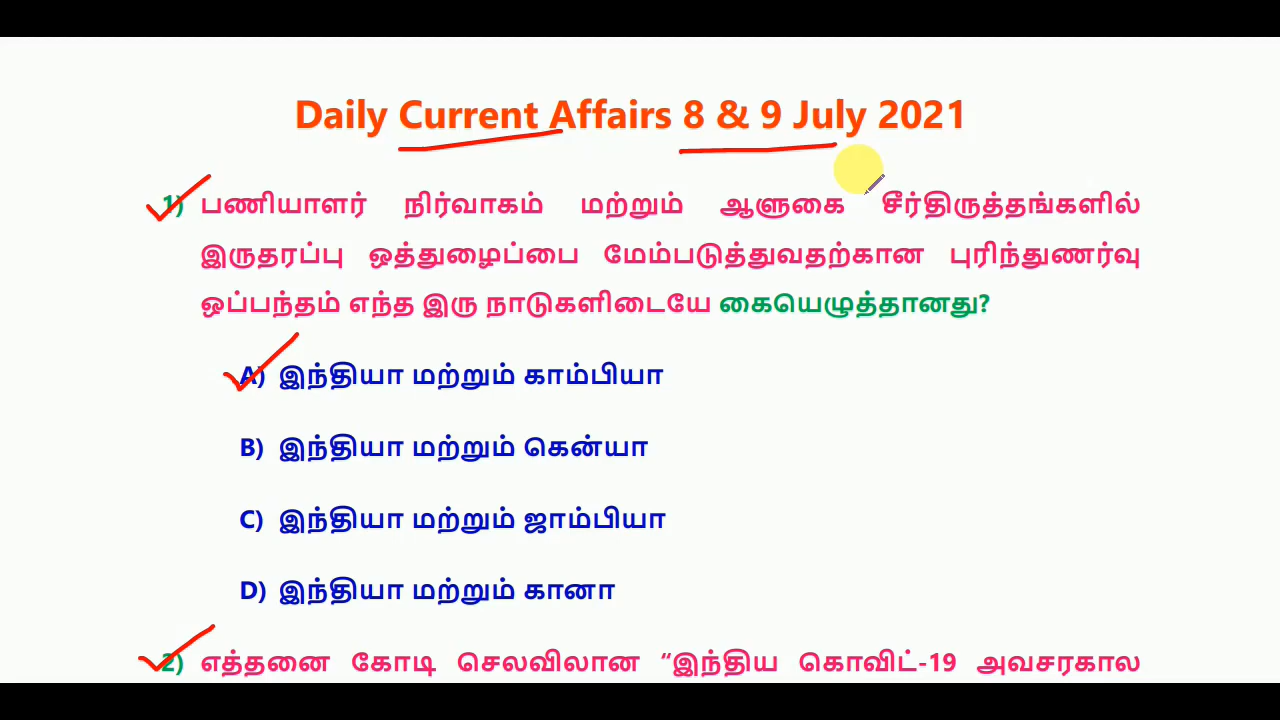 Daily Current Affairs 8 & 9 July 2021
1) பணியாளர் நிர்வாகம் மற்றும் ஆளுகை சீர்திருத்தங்களில்
இருதரப்பு ஒத்துழைப்பை மேம்படுத்துவதற்கான புரிந்துணர்வு
ஒப்பந்தம் எந்த இரு நாடுகளிடையே கையெழுத்தானது?
A) இந்தியா மற்றும் காம்பியா
B) இந்தியா மற்றும் கென்யா
C) இந்தியா மற்றும் ஜாம்பியா
D) இந்தியா மற்றும் கானா
2) எத்தனை கோடி செலவிலான “இந்திய கொவிட்-19 அவசரகால